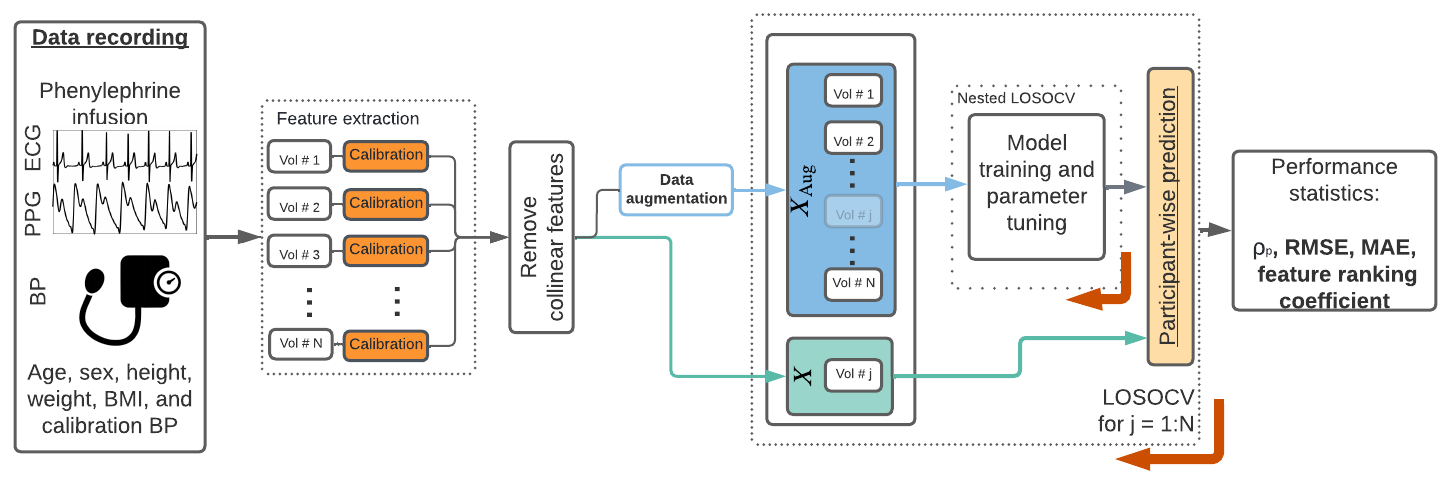 Data recording
Phenylephrine
infusion
ECG
PPG
BP
Age, sex, height,
weight, BMI, and
calibration BP
Feature extraction
Vol # 1
Calibration
Vol # 2
Calibration
Vol # 3
Calibration
Vol # N
Calibration
Remove
collinear features
Data
augmentation
X_Aug
Vol # 1
Vol # 2
Vol # j
Vol # N
X
Vol # j
Nested LOSOCV
Model
training and
parameter
tuning
Participant-wise prediction
LOSOCV
for j = 1:N
Performance
statistics:
ρₚ, RMSE, MAE,
feature ranking
coefficient